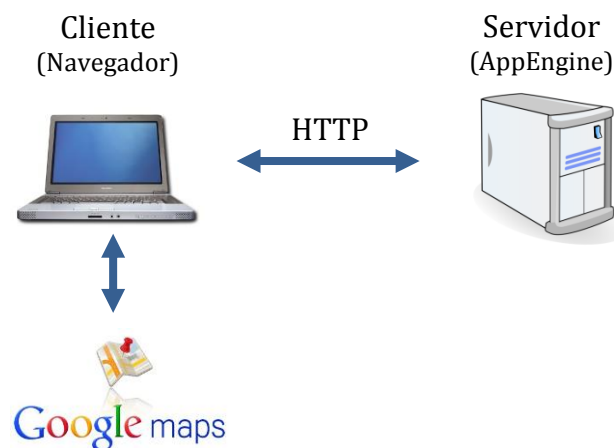 Cliente
(Navegador)
Servidor
(AppEngine)
HTTP
Google maps